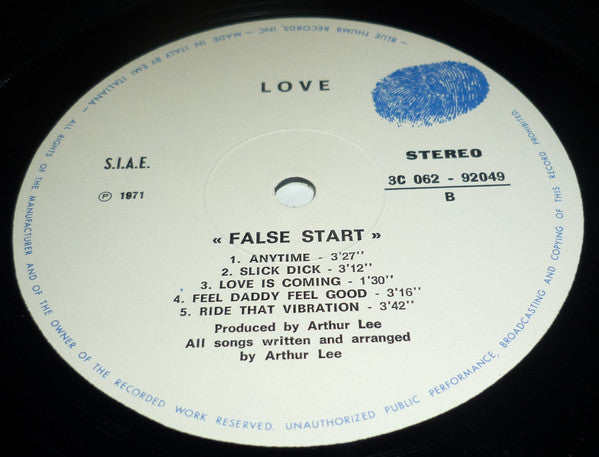 – BLUE THUMB RECORDS, INC – MADE IN ITALY BY EMI ITALIANA – ALL RIGHTS OF THE MANUFACTURER AND OF THE OWNER OF THE RECORDED WORK RESERVED. UNAUTHORIZED PUBLIC PERFORMANCE, BROADCASTING AND COPYING OF THIS RECORD PROHIBITED.
LOVE
S.I.A.E.
STEREO
Ⓟ 1971
3C 062 - 92049
B
« FALSE START »
1. ANYTIME - 3'27''
2. SLICK DICK - 3'12''
3. LOVE IS COMING - 1'30''
4. FEEL DADDY FEEL GOOD - 3'16''
5. RIDE THAT VIBRATION - 3'42''
Produced by Arthur Lee
All songs written and arranged
by Arthur Lee